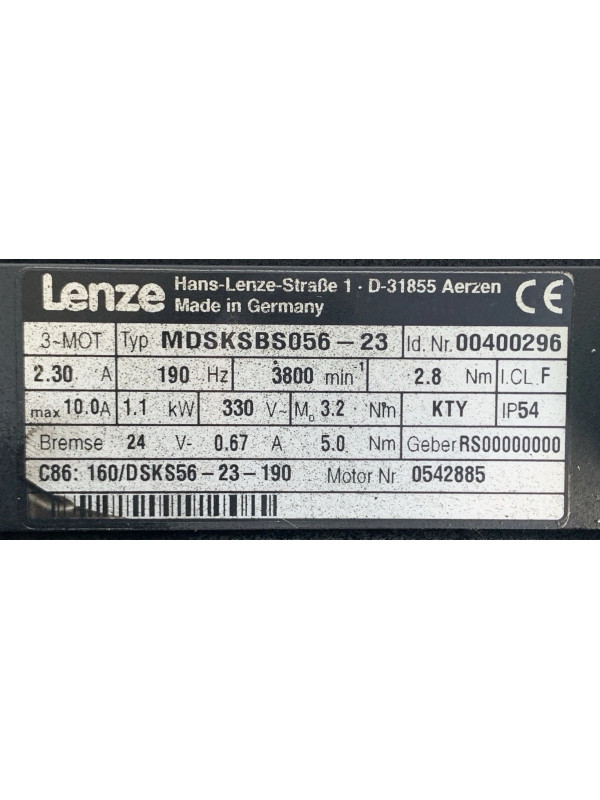 Lenze Hans-Lenze-Straße 1 · D-31855 Aerzen
Made in Germany CE
3~MOT Typ MDSKSBS056-23 Id. Nr. 00400296
2.30 A 190 Hz 3800 min-1 2.8 Nm I.CL F
max 10.0A 1.1 kW 330 V~ M0 3.2 Nm KTY IP54
Bremse 24 V- 0.67 A 5.0 Nm Geber RS00000000
C86: 160/DSKS56-23-190 Motor Nr 0542885